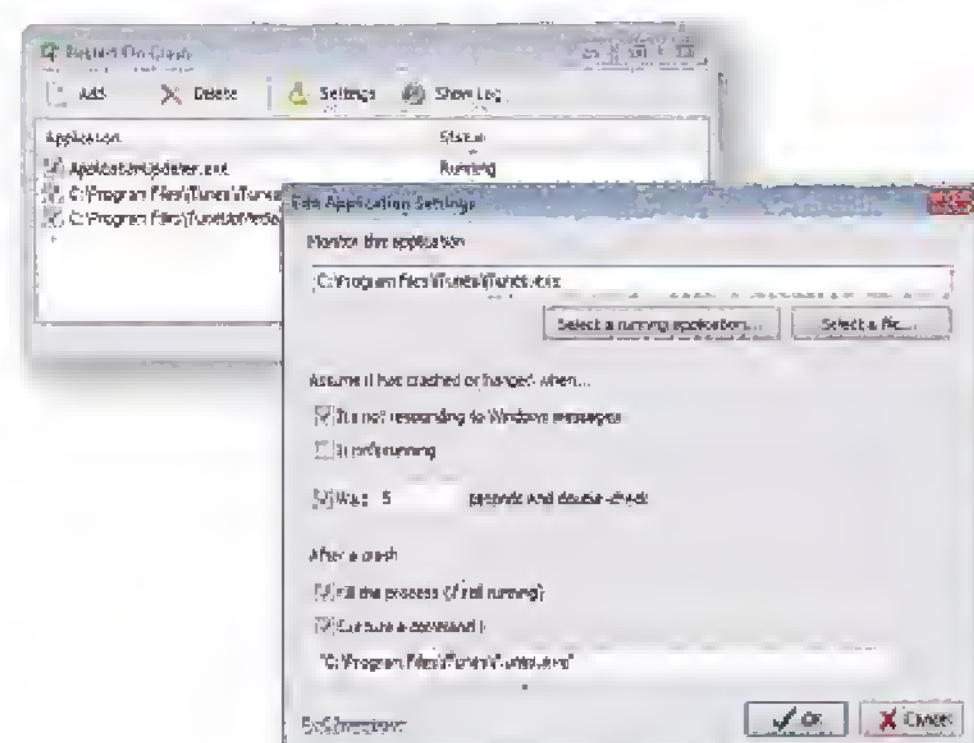 Restart On Crash
Add Delete Settings Show Log
Application Status
ApplicationUpdater.exe Running
C:\Program Files\iTunes\iTunes
C:\Program Files\
Edit Application Settings
Monitor this application
C:\Program Files\iTunes\iTunes.exe
Select a running application... Select a file...
Assume it has crashed or hanged when...
It is not responding to Windows messages
It isn't running
Wait 5 seconds and double-check
After a crash
Kill the process (if still running)
Execute a command
"C:\Program Files\iTunes\iTunes.exe"
OK Cancel